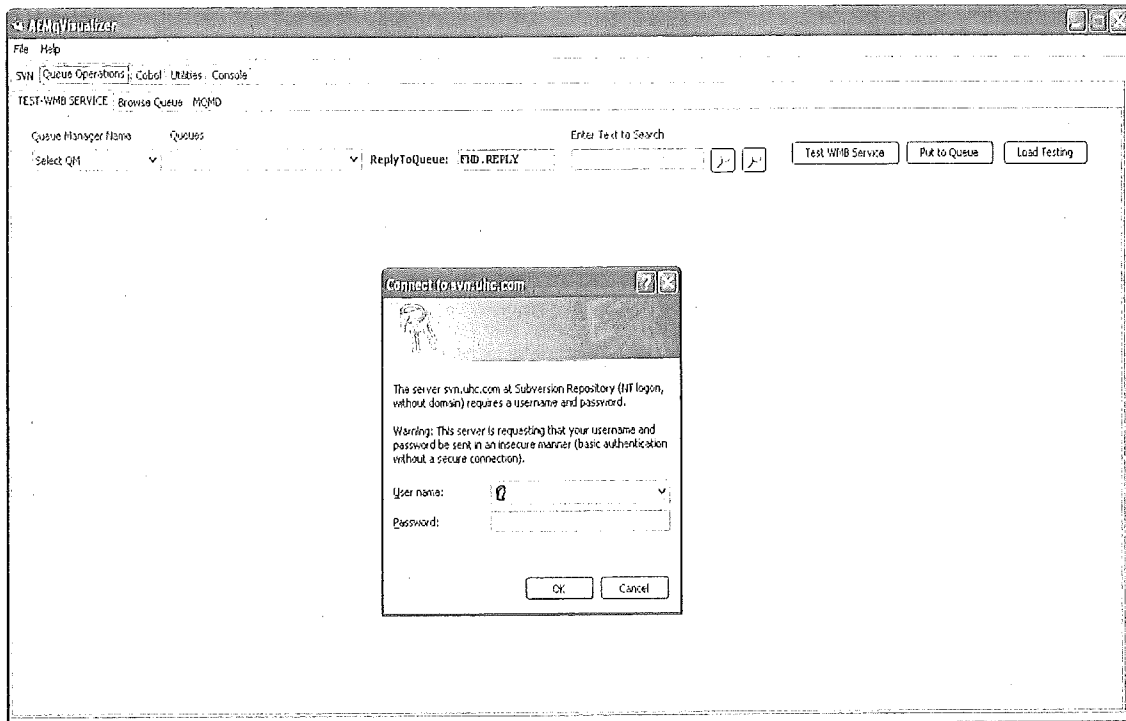 AEMqVisualizer
File Help
SVN Queue Operations Cobol Utilities Console
TEST-WMB SERVICE Browse Queue MQMD
Queue Manager Name Queues Enter Text to Search
Select QM ReplyToQueue: FMD.REPLY Test WMB Service Put to Queue Load Testing
Connect to svn.uhc.com
The server svn.uhc.com at Subversion Repository (NT logon,
without domain) requires a username and password.
Warning: This server is requesting that your username and
password be sent in an insecure manner (basic authentication
without a secure connection).
User name:
Password:
OK Cancel